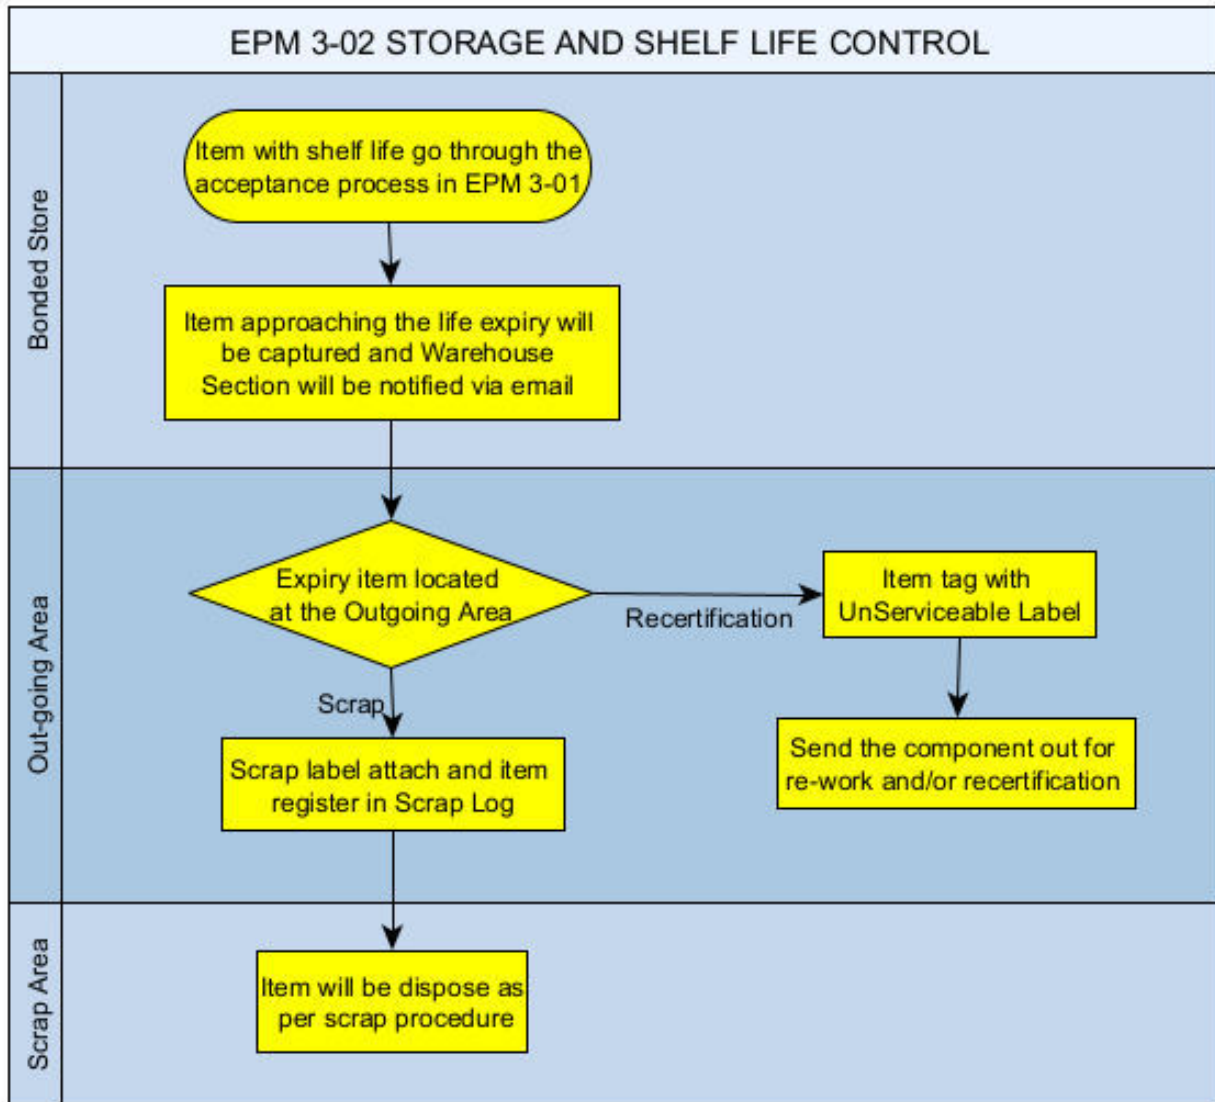 EPM 3-02 STORAGE AND SHELF LIFE CONTROL
Bonded Store
Item with shelf life go through the
acceptance process in EPM 3-01
Item approaching the life expiry will
be captured and Warehouse
Section will be notified via email
Out-going Area
Expiry item located
at the Outgoing Area
Recertification
Item tag with
UnServiceable Label
Send the component out for
re-work and/or recertification
Scrap
Scrap label attach and item
register in Scrap Log
Scrap Area
Item will be dispose as
per scrap procedure